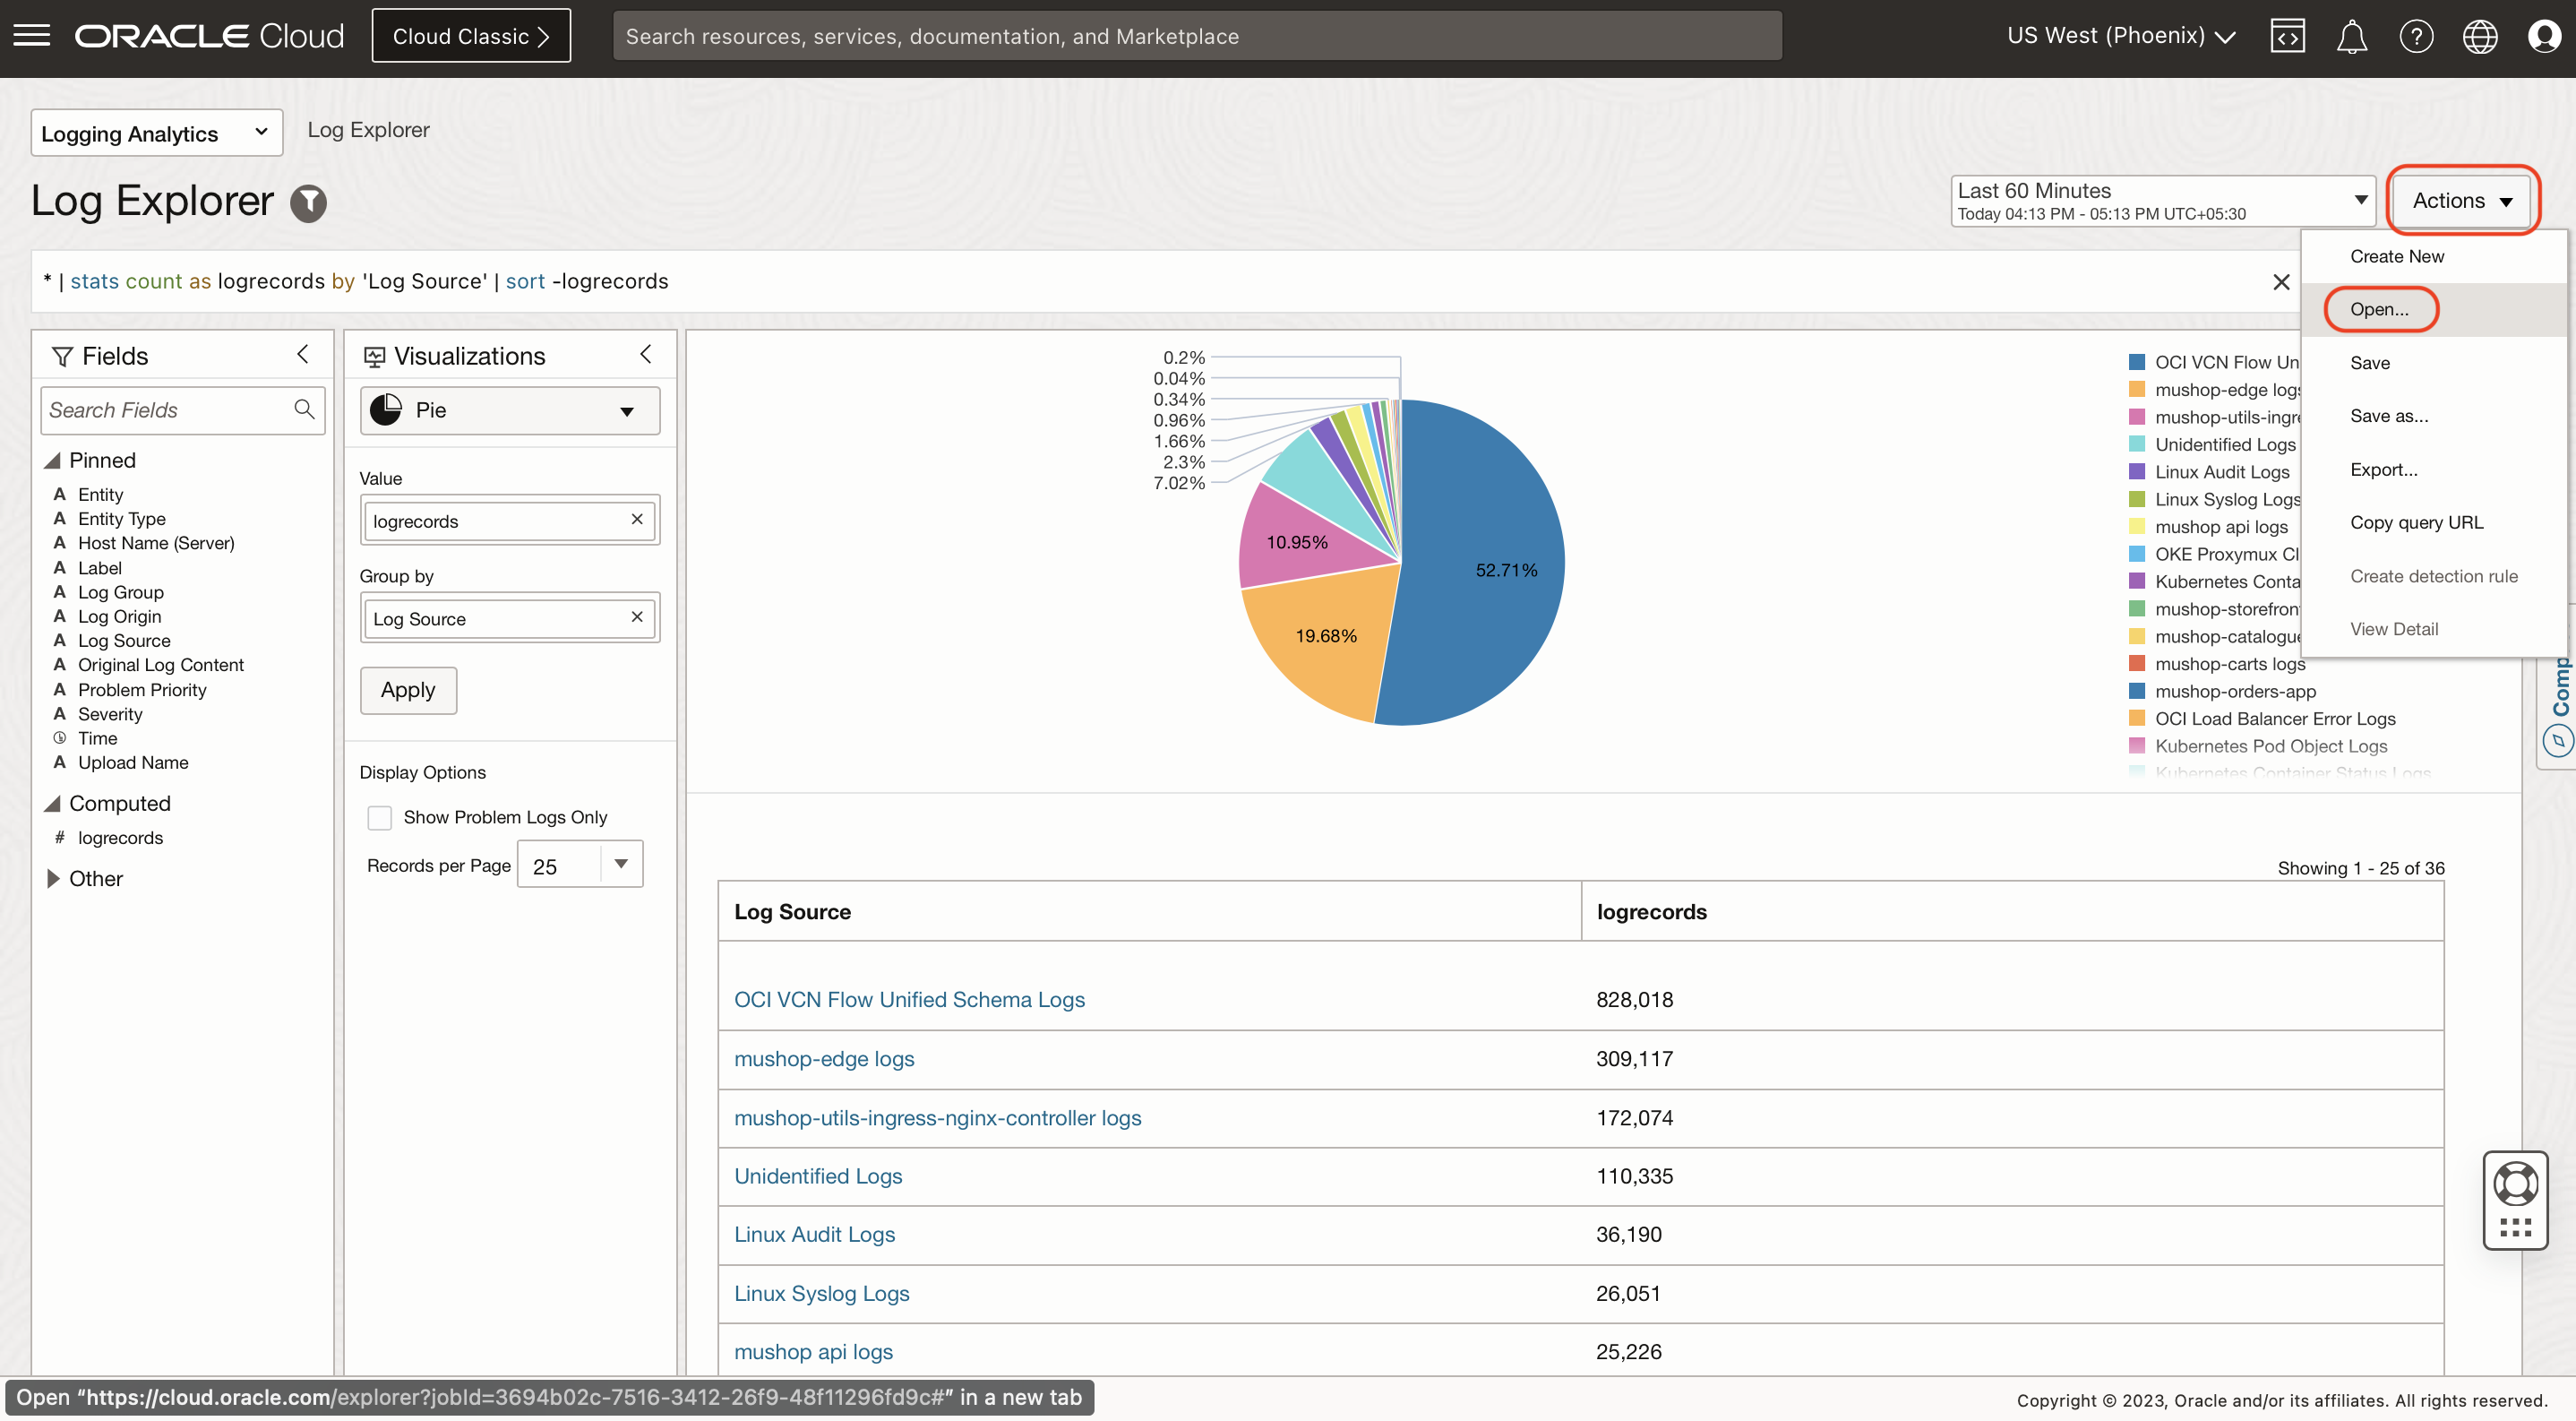 ORACLE Cloud
Cloud Classic
Search resources, services, documentation, and Marketplace
US West (Phoenix)
Logging Analytics
Log Explorer
Log Explorer
Last 60 Minutes
Today 04:13 PM - 05:13 PM UTC+05:30
Actions
* | stats count as logrecords by 'Log Source' | sort -logrecords
Create New
Open...
Save
Save as...
Export...
Copy query URL
Create detection rule
View Detail
Fields
Search Fields
Pinned
A Entity
A Entity Type
A Host Name (Server)
A Label
A Log Group
A Log Origin
A Log Source
A Original Log Content
A Problem Priority
A Severity
Time
A Upload Name
Computed
# logrecords
Other
Visualizations
Pie
Value
logrecords
Group by
Log Source
Apply
Display Options
Show Problem Logs Only
Records per Page 25
0.2%
0.04%
0.34%
0.96%
1.66%
2.3%
7.02%
10.95%
19.68%
52.71%
OCI VCN Flow Un
mushop-edge logs
mushop-utils-ingre
Unidentified Logs
Linux Audit Logs
Linux Syslog Logs
mushop api logs
OKE Proxymux Cl
Kubernetes Conta
mushop-storefron
mushop-catalogue
mushop-carts logs
mushop-orders-app
OCI Load Balancer Error Logs
Kubernetes Pod Object Logs
Kubernetes Container Status Logs
Comp
Showing 1 - 25 of 36
Log Source logrecords
OCI VCN Flow Unified Schema Logs 828,018
mushop-edge logs 309,117
mushop-utils-ingress-nginx-controller logs 172,074
Unidentified Logs 110,335
Linux Audit Logs 36,190
Linux Syslog Logs 26,051
mushop api logs 25,226
Open “https://cloud.oracle.com/explorer?jobId=3694b02c-7516-3412-26f9-48f11296fd9c#” in a new tab
Copyright © 2023, Oracle and/or its affiliates. All rights reserved.